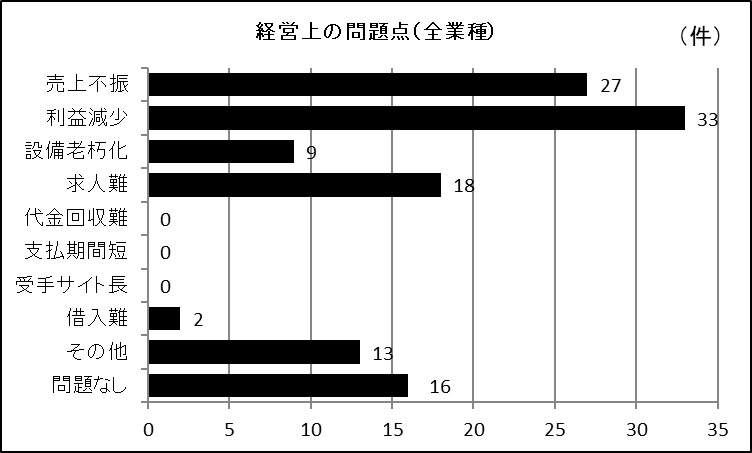 経営上の問題点(全業種)
(件)
売上不振 27
利益減少 33
設備老朽化 9
求人難 18
代金回収難 0
支払期間短 0
受手サイト長 0
借入難 2
その他 13
問題なし 16
0 5 10 15 20 25 30 35